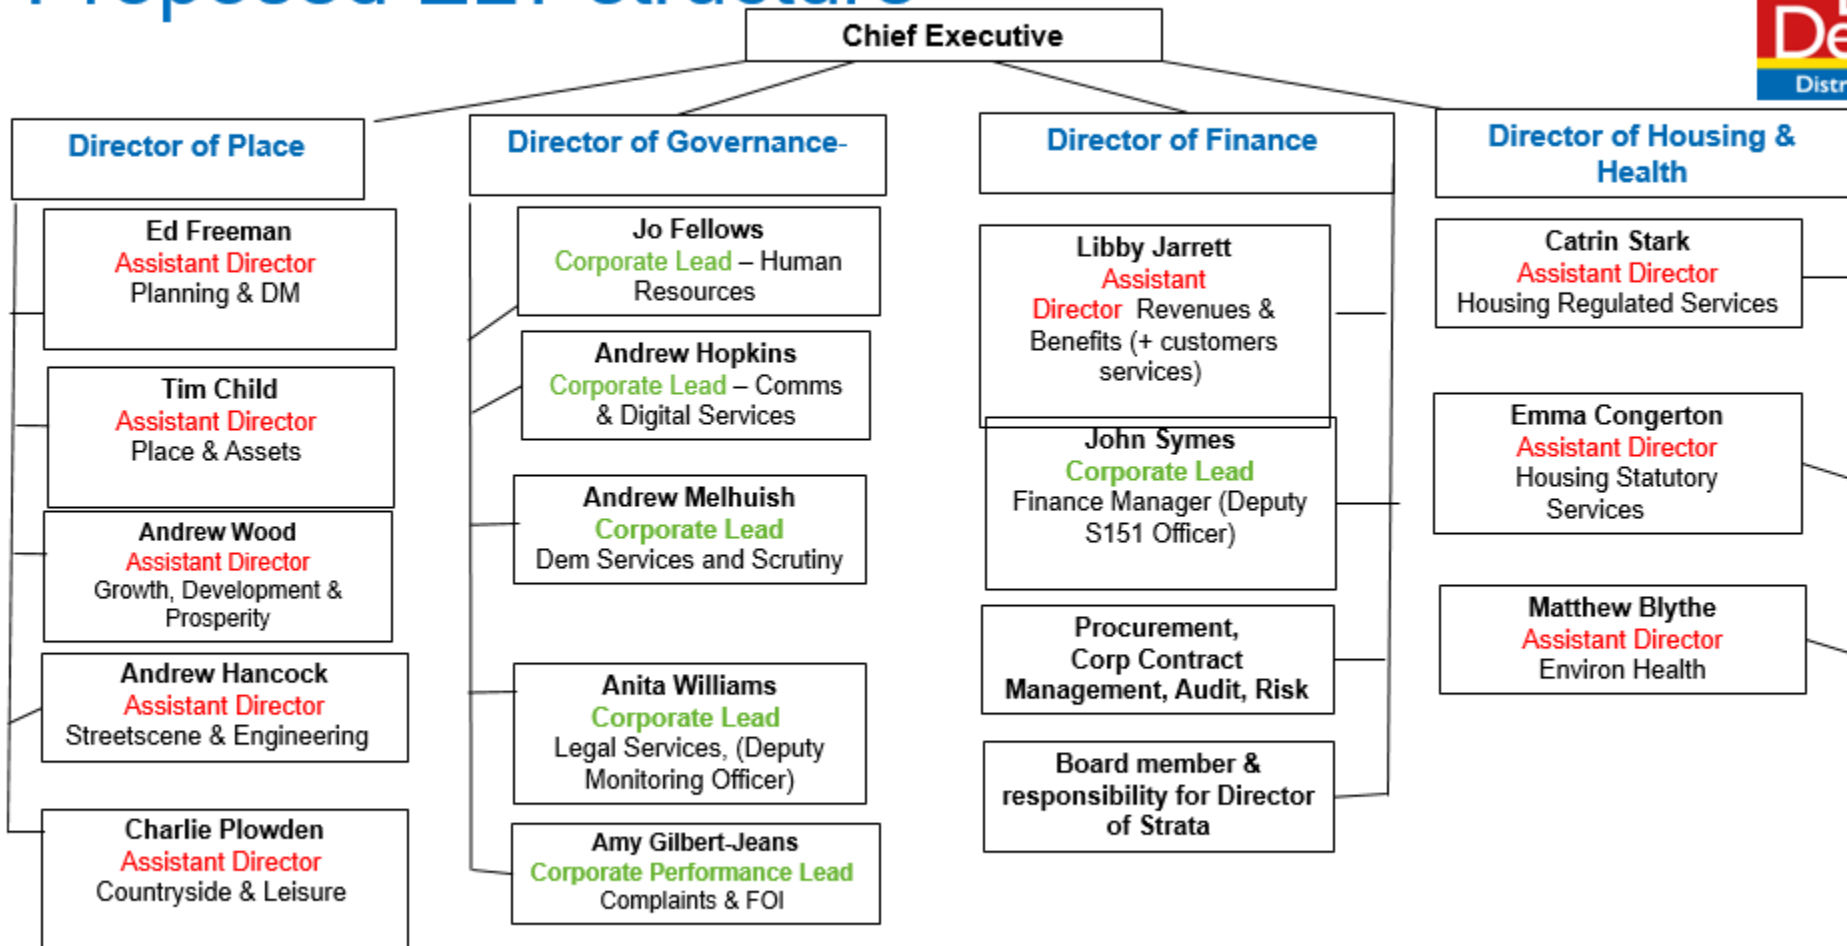 Proposed ELT structure
Chief Executive
Distr
Director of Place
Ed Freeman
Assistant Director
Planning & DM
Tim Child
Assistant Director
Place & Assets
Andrew Wood
Assistant Director
Growth, Development &
Prosperity
Andrew Hancock
Assistant Director
Streetscene & Engineering
Charlie Plowden
Assistant Director
Countryside & Leisure
Director of Governance-
Jo Fellows
Corporate Lead – Human
Resources
Andrew Hopkins
Corporate Lead – Comms
& Digital Services
Andrew Melhuish
Corporate Lead
Dem Services and Scrutiny
Anita Williams
Corporate Lead
Legal Services, (Deputy
Monitoring Officer)
Amy Gilbert-Jeans
Corporate Performance Lead
Complaints & FOI
Director of Finance
Libby Jarrett
Assistant
Director Revenues &
Benefits (+ customers
services)
John Symes
Corporate Lead
Finance Manager (Deputy
S151 Officer)
Procurement,
Corp Contract
Management, Audit, Risk
Board member &
responsibility for Director
of Strata
Director of Housing &
Health
Catrin Stark
Assistant Director
Housing Regulated Services
Emma Congerton
Assistant Director
Housing Statutory
Services
Matthew Blythe
Assistant Director
Environ Health